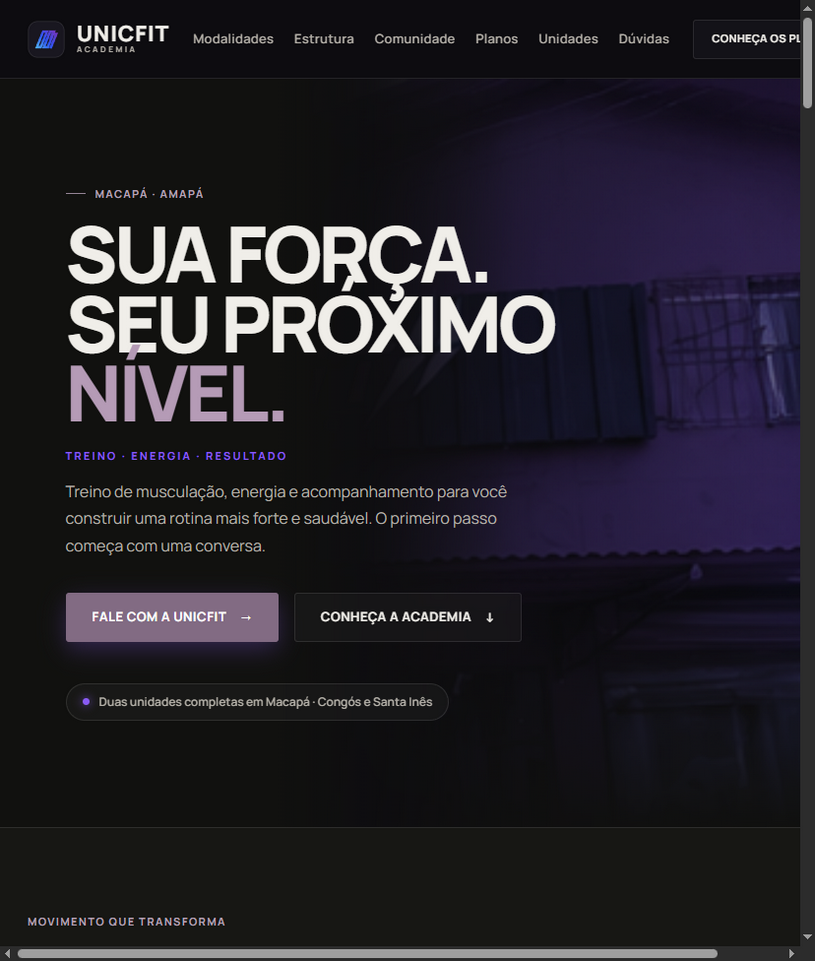 UNICFIT
ACADEMIA
Modalidades
Estrutura
Comunidade
Planos
Unidades
Dúvidas
CONHEÇA OS
MACAPÁ · AMAPÁ
SUA FORÇA.
SEU PRÓXIMO
NÍVEL.
TREINO · ENERGIA · RESULTADO
Treino de musculação, energia e acompanhamento para você
construir uma rotina mais forte e saudável. O primeiro passo
começa com uma conversa.
FALE COM A UNICFIT →
CONHEÇA A ACADEMIA ↓
Duas unidades completas em Macapá · Congós e Santa Inês
MOVIMENTO QUE TRANSFORMA